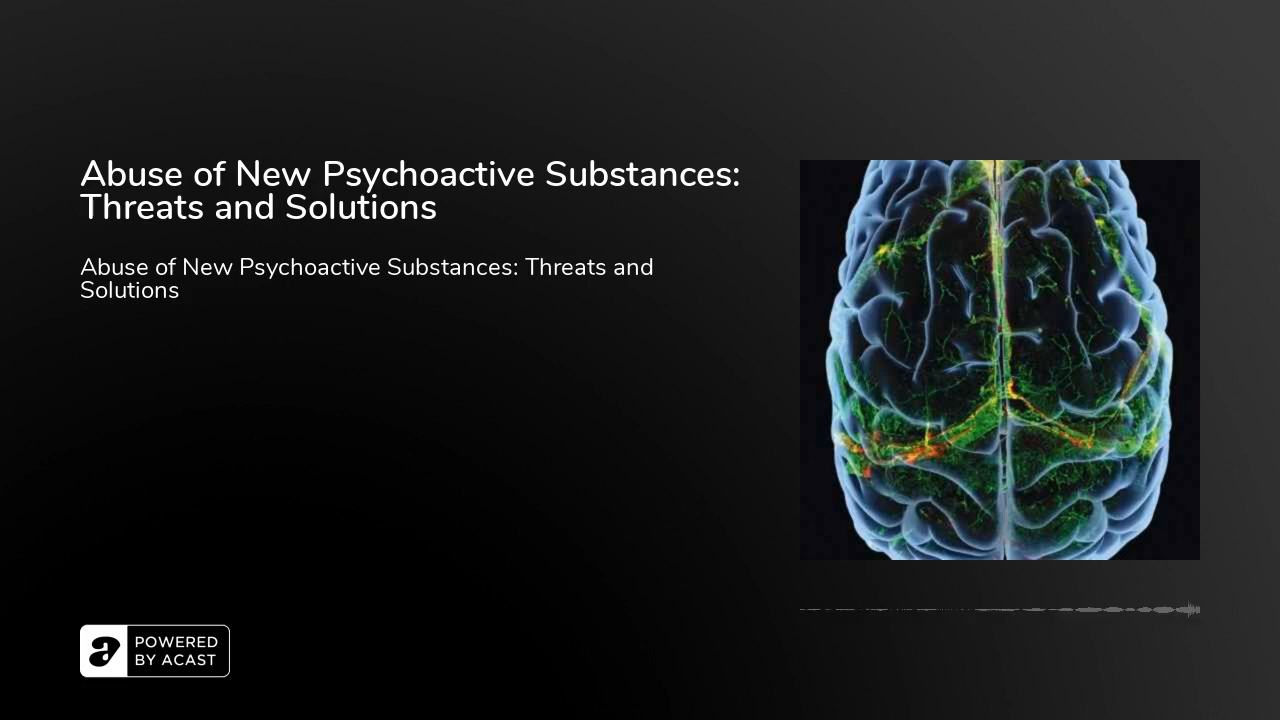 Abuse of New Psychoactive Substances:
Threats and Solutions
Abuse of New Psychoactive Substances: Threats and
Solutions
a POWERED
BY ACAST